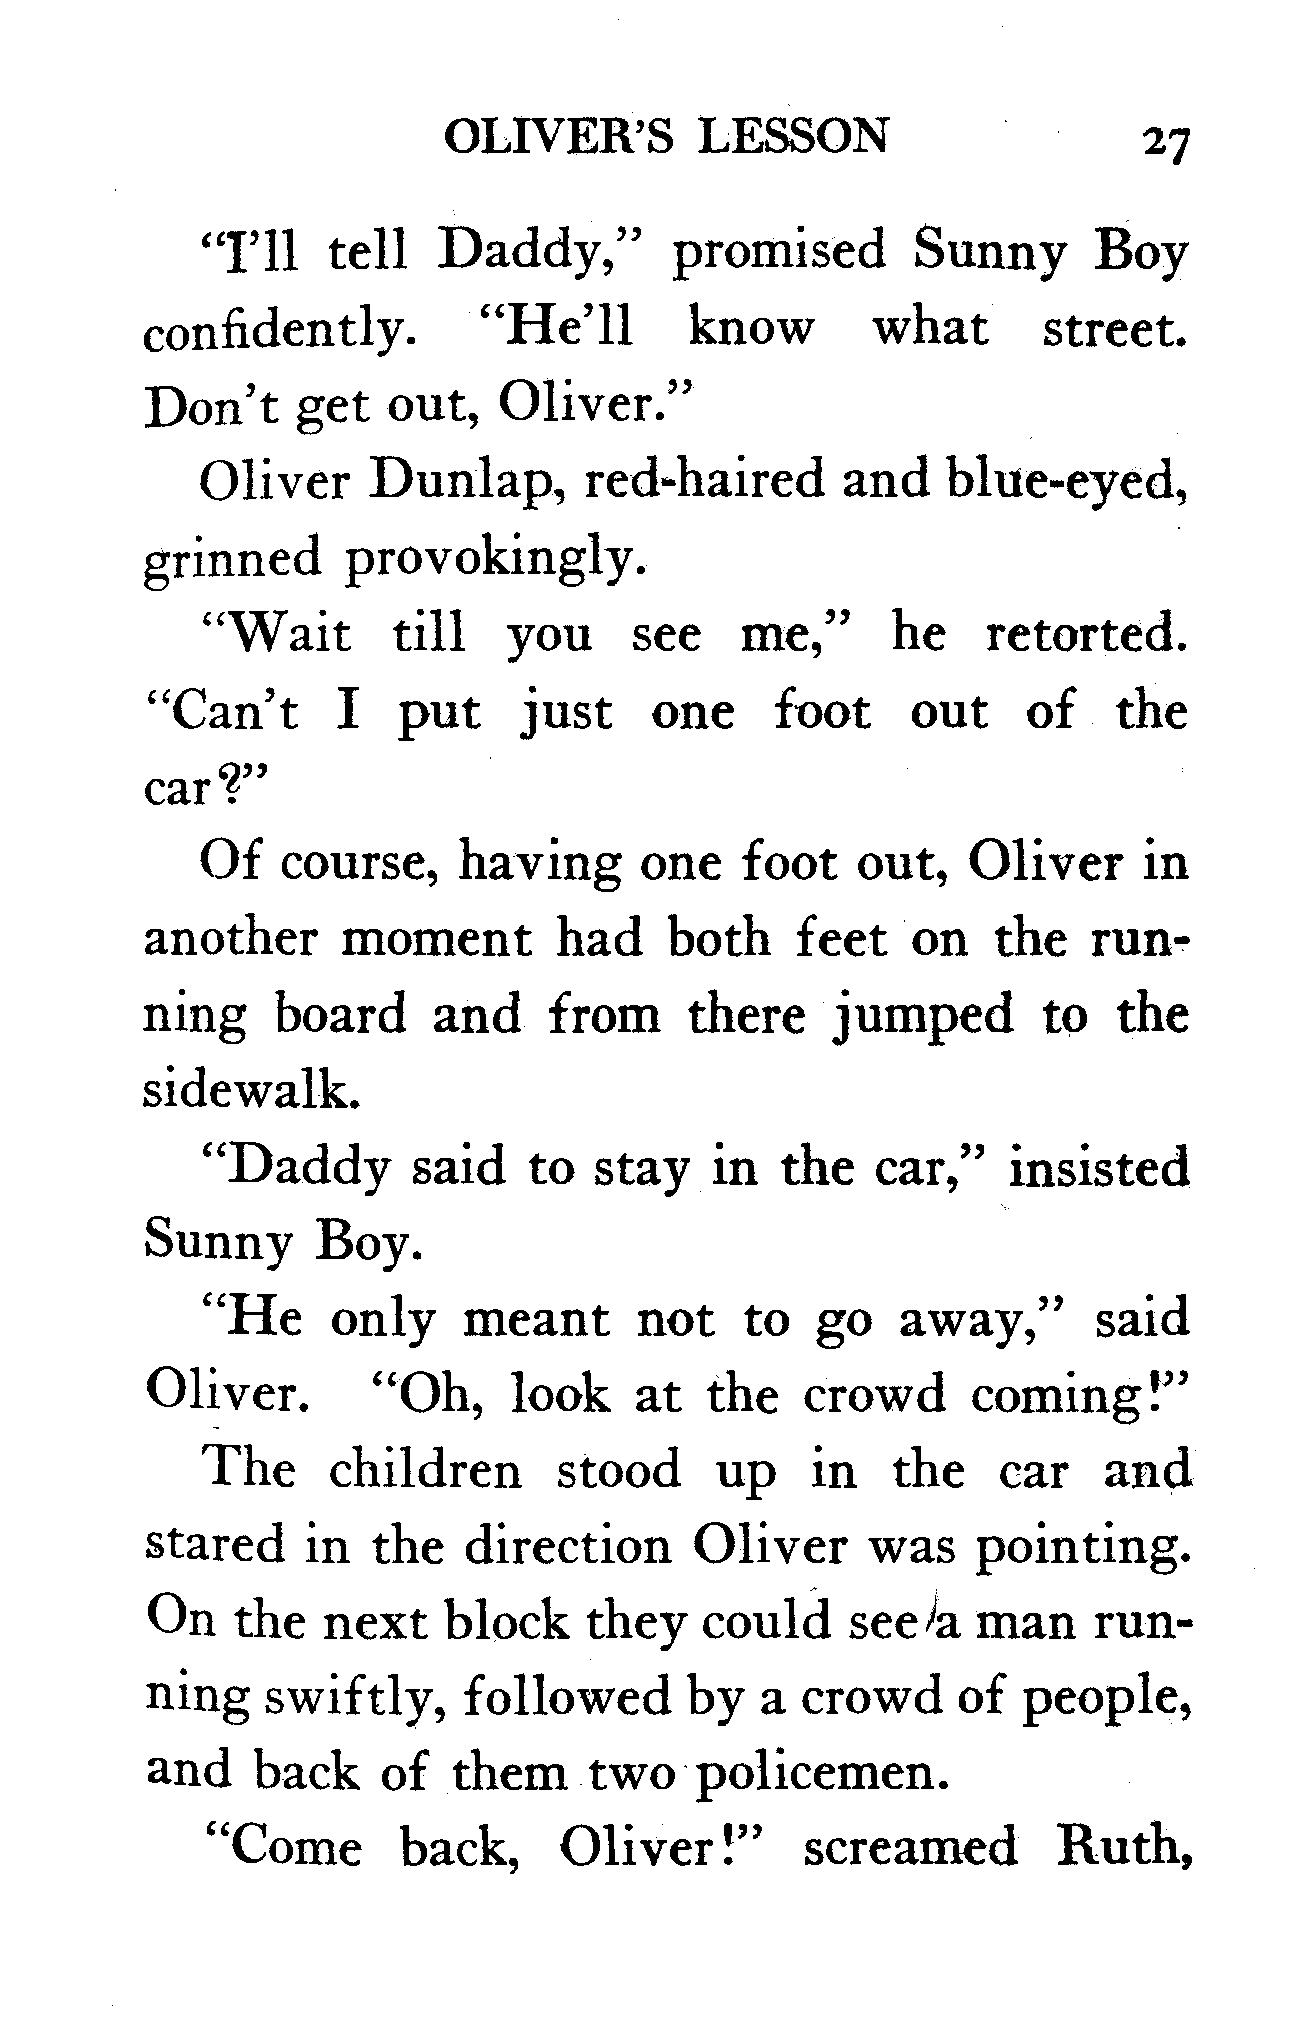 OLIVER'S LESSON 27
"I'll tell Daddy," promised Sunny Boy
confidently. "He'll know what street.
Don't get out, Oliver."
Oliver Dunlap, red-haired and blue-eyed,
grinned provokingly.
"Wait till you see me," he retorted.
"Can't I put just one foot out of the
car?"
Of course, having one foot out, Oliver in
another moment had both feet on the run-
ning board and from there jumped to the
sidewalk.
"Daddy said to stay in the car," insisted
Sunny Boy.
"He only meant not to go away," said
Oliver. "Oh, look at the crowd coming!"
The children stood up in the car and
stared in the direction Oliver was pointing.
On the next block they could see a man run-
ning swiftly, followed by a crowd of people,
and back of them two policemen.
"Come back, Oliver!" screamed Ruth,